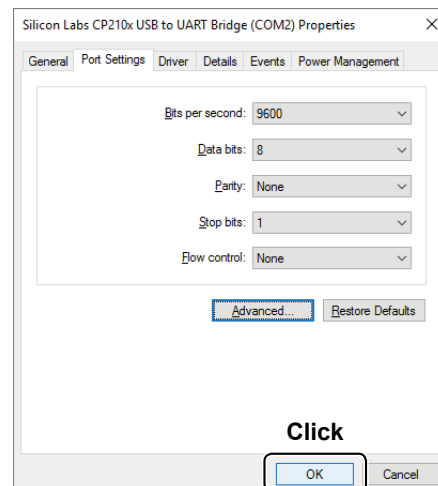 Silicon Labs CP210x USB to UART Bridge (COM2) Properties
General Port Settings Driver Details Events Power Management
Bits per second: 9600
Data bits: 8
Parity: None
Stop bits: 1
Flow control: None
Advanced... Restore Defaults
Click
OK Cancel